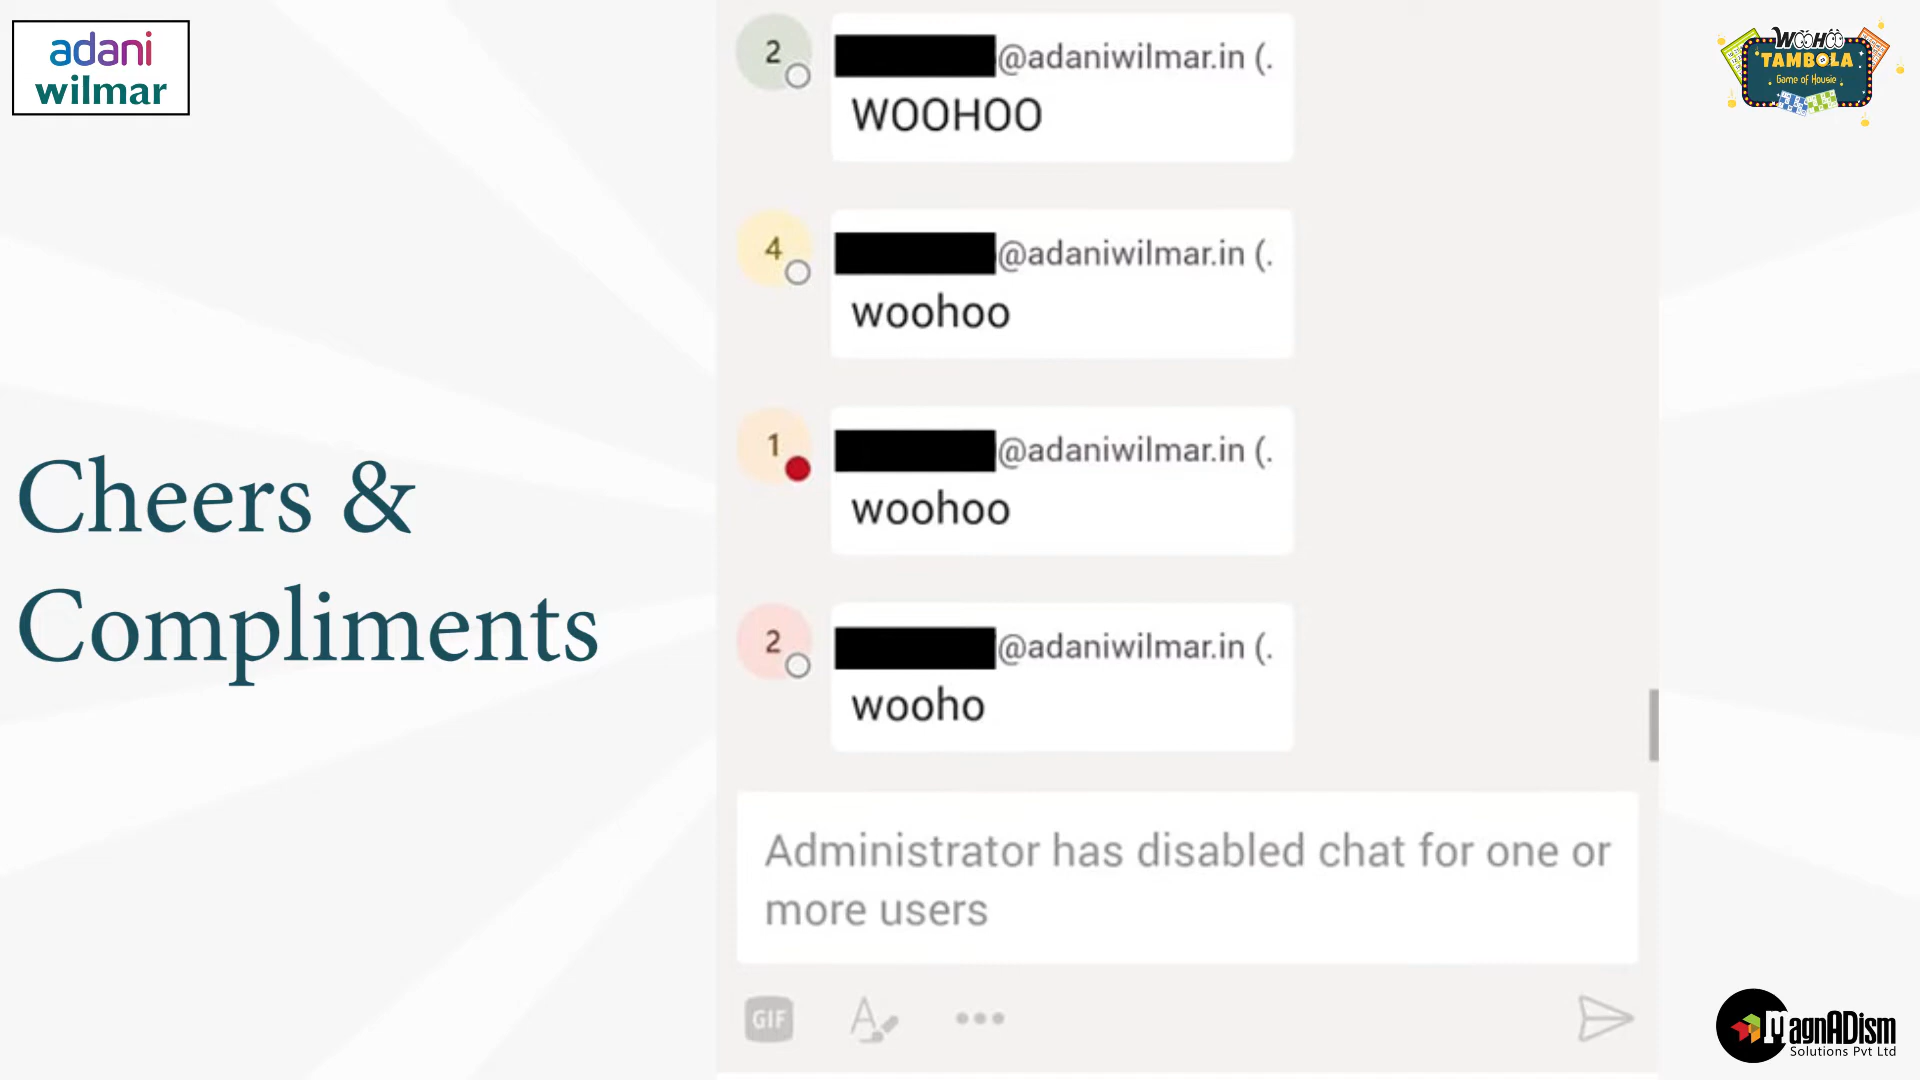 adani
wilmar
WOOHOO
TAMBOLA
Game of Housie
Cheers &
Compliments
2
@adaniwilmar.in (.
WOOHOO
4
@adaniwilmar.in (.
woohoo
1
@adaniwilmar.in (.
woohoo
2
@adaniwilmar.in (.
wooho
Administrator has disabled chat for one or
more users
GIF
MagnADism
Solutions Pvt Ltd